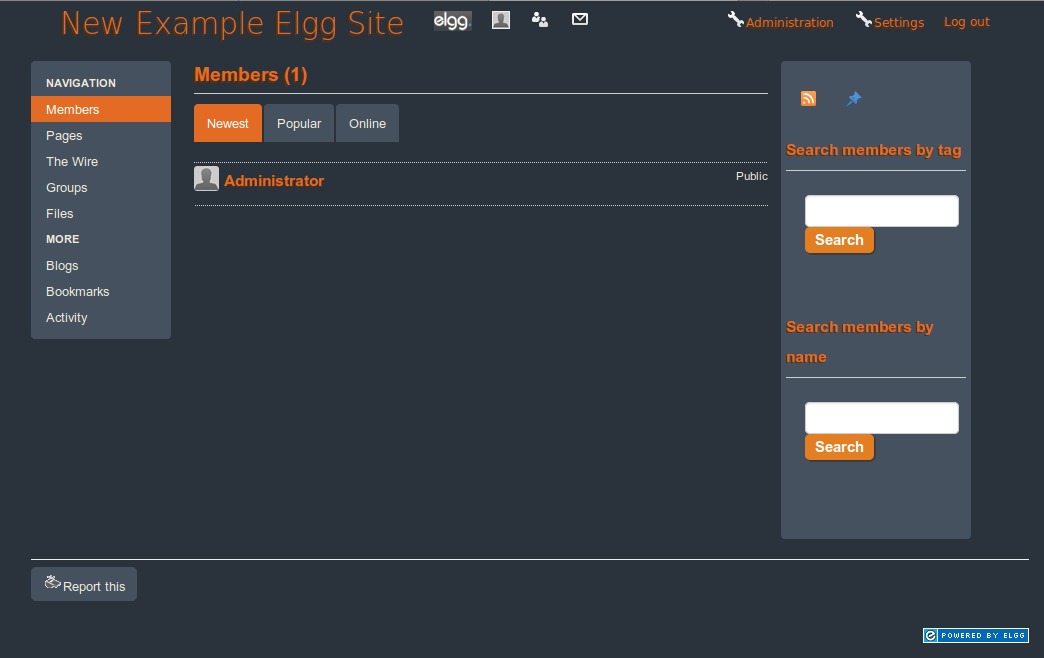 New Example Elgg Site
elgg.
Administration
Settings
Log out
NAVIGATION
Members
Pages
The Wire
Groups
Files
MORE
Blogs
Bookmarks
Activity
Members (1)
Newest
Popular
Online
Administrator
Public
Search members by tag
Search
Search members by
name
Search
Report this
POWERED BY ELGG